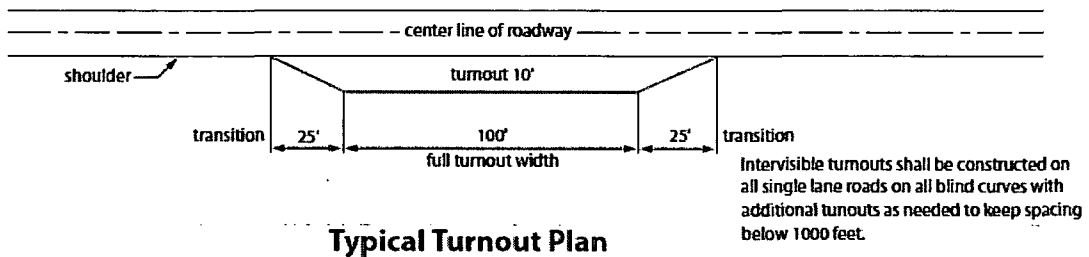 center line of roadway
shoulder
turnout 10'
transition
25'
100'
25'
transition
full turnout width
Intervisible turnouts shall be constructed on
all single lane roads on all blind curves with
additional tunouts as needed to keep spacing
below 1000 feet.
Typical Turnout Plan